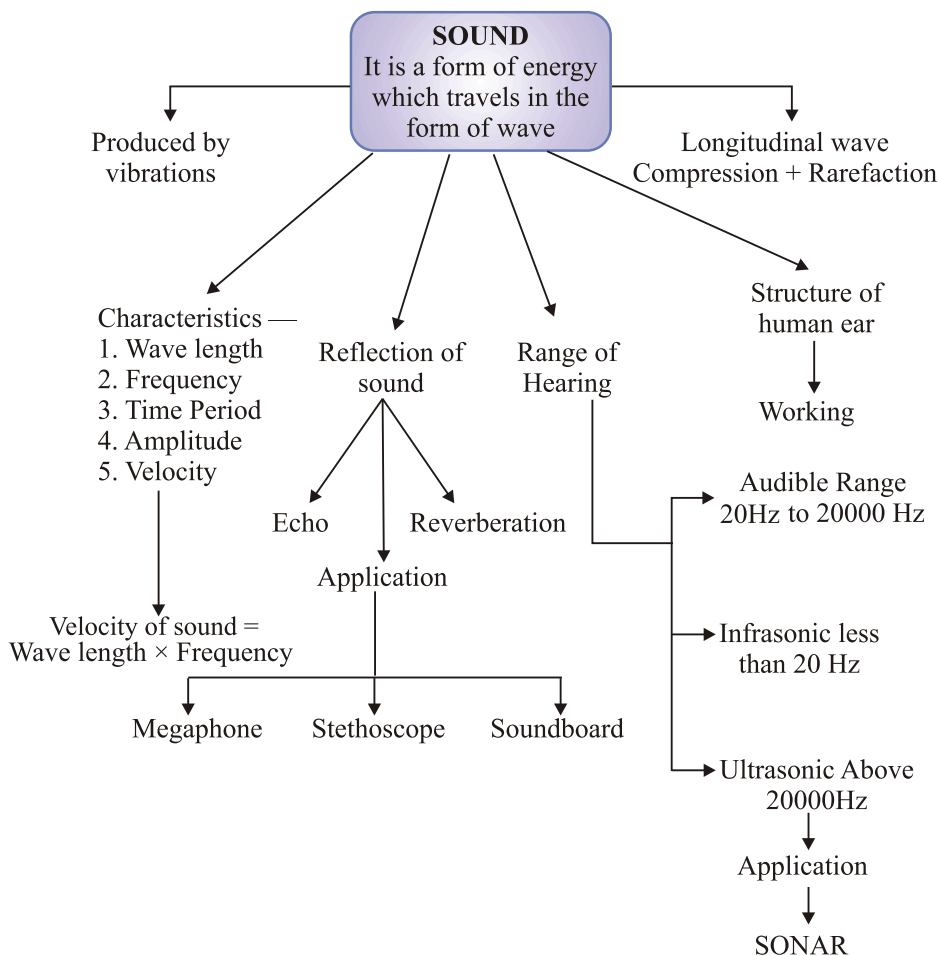 SOUND
It is a form of energy
which travels in the
form of wave
Produced by
vibrations
Longitudinal wave
Compression + Rarefaction
Characteristics —
1. Wave length
2. Frequency
3. Time Period
4. Amplitude
5. Velocity
Velocity of sound =
Wave length × Frequency
Reflection of
sound
Echo
Reverberation
Application
Megaphone
Stethoscope
Soundboard
Range of
Hearing
Structure of
human ear
Working
Audible Range
20Hz to 20000 Hz
Infrasonic less
than 20 Hz
Ultrasonic Above
20000Hz
Application
SONAR